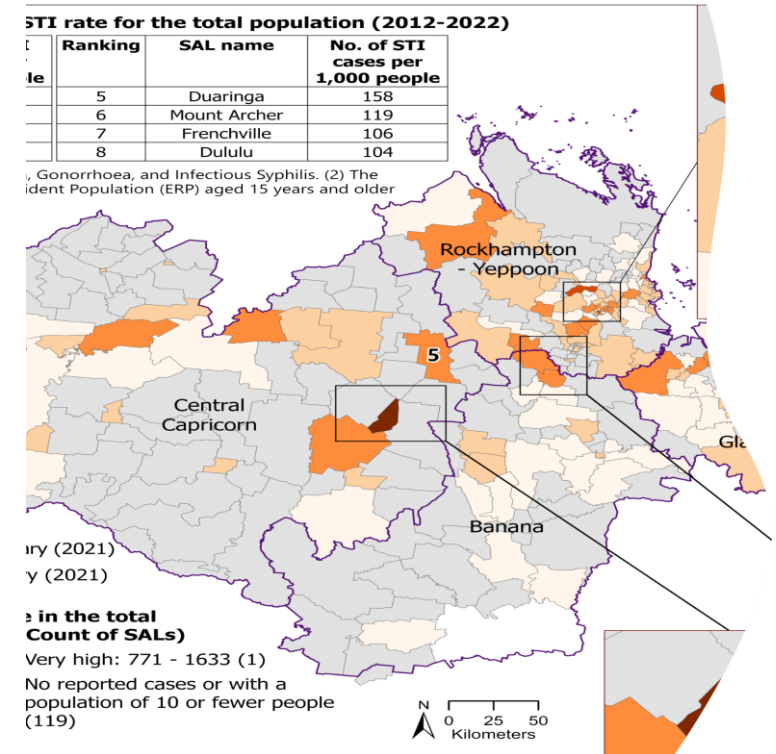 STI rate for the total population (2012-2022)
Ranking SAL name No. of STI
cases per
1,000 people
5 Duaringa 158
6 Mount Archer 119
7 Frenchville 106
8 Dululu 104
, Gonorrhoea, and Infectious Syphilis. (2) The
ident Population (ERP) aged 15 years and older
Rockhampton
- Yeppoon
5
Central
Capricorn
Gla
Banana
ary (2021)
ry (2021)
e in the total
Count of SALs)
Very high: 771 - 1633 (1)
No reported cases or with a
population of 10 or fewer people
(119)
N
0 25 50
Kilometers